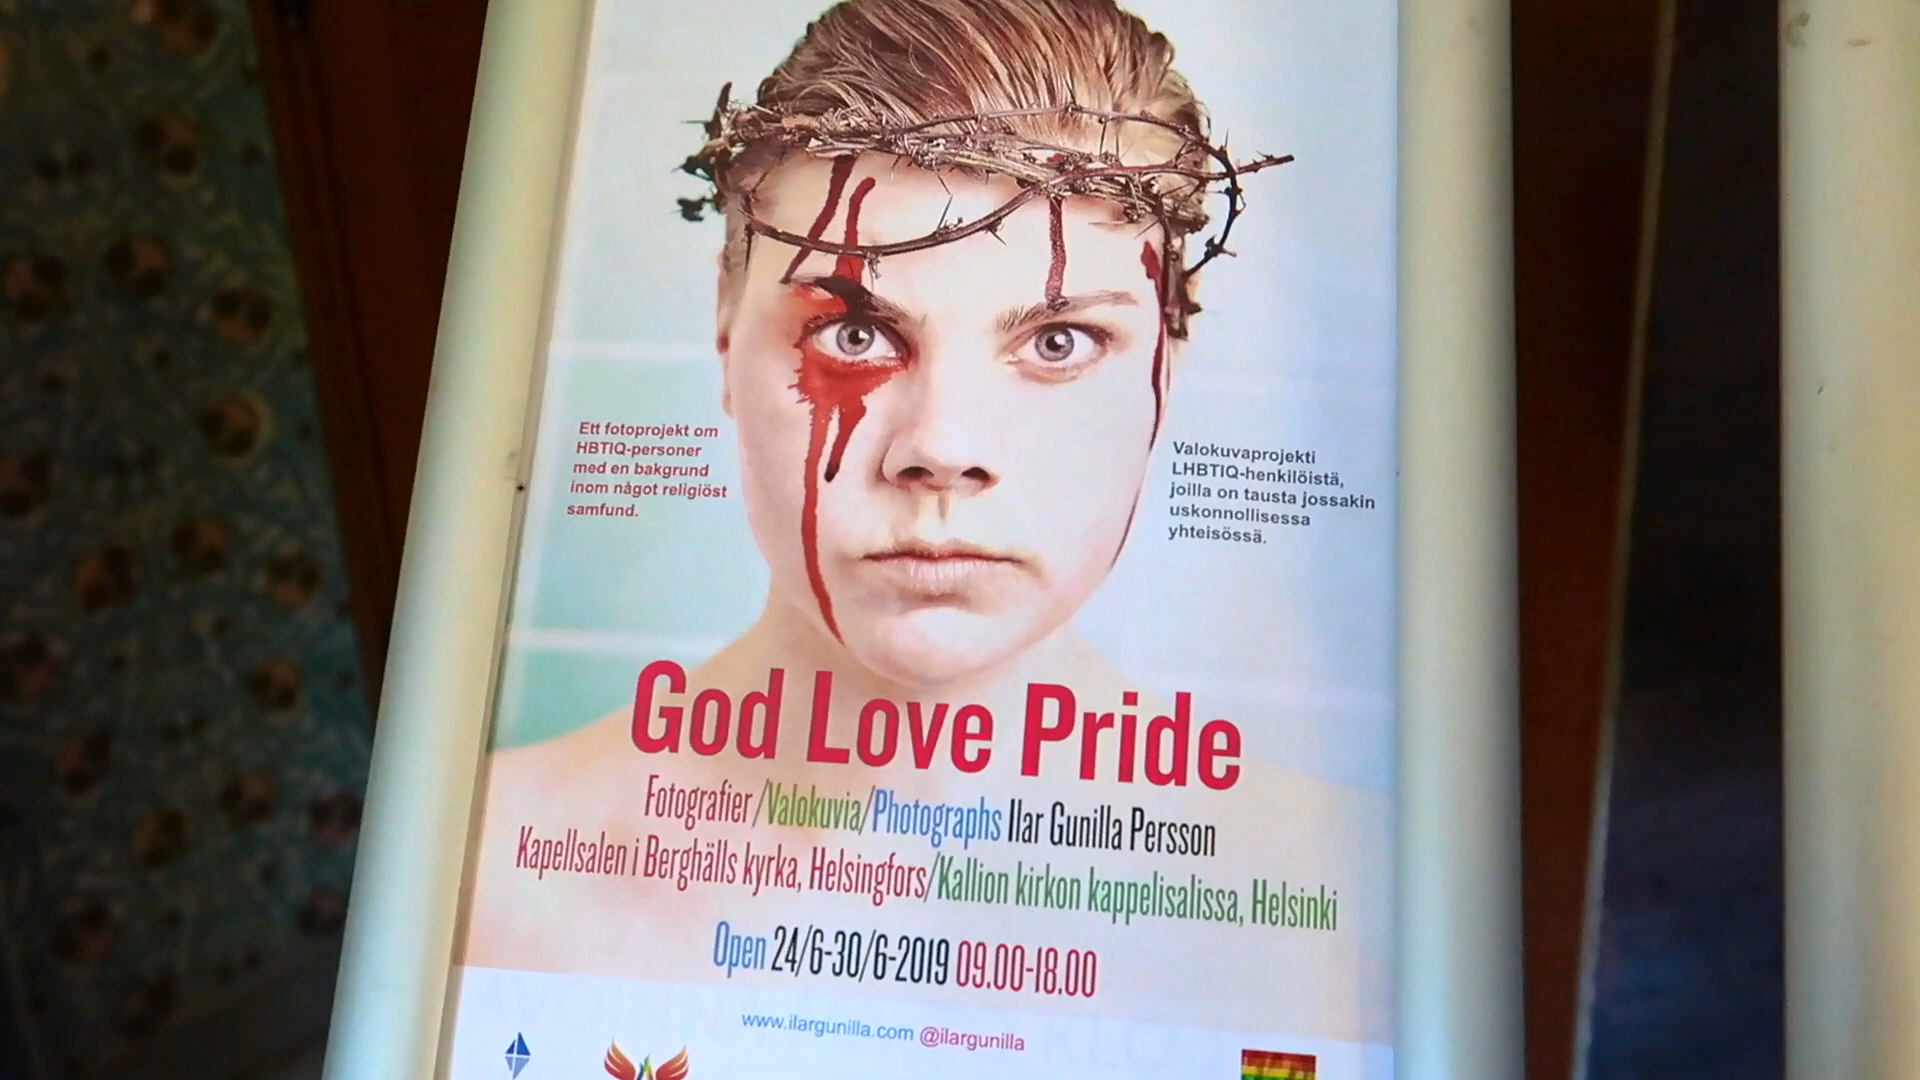 Ett fotoprojekt om
HBTIQ-personer
med en bakgrund
inom något religiöst
samfund.
Valokuvaprojekti
LHBTIQ-henkilöistä,
joilla on tausta jossakin
uskonnollisessa
yhteisössä.
God Love Pride
Fotografier/Valokuvia/Photographs Ilar Gunilla Persson
Kapellsalen i Berghälls kyrka, Helsingfors/Kallion kirkon kappelisalissa, Helsinki
Open 24/6-30/6-2019 09.00-18.00
www.ilargunilla.com @ilargunilla